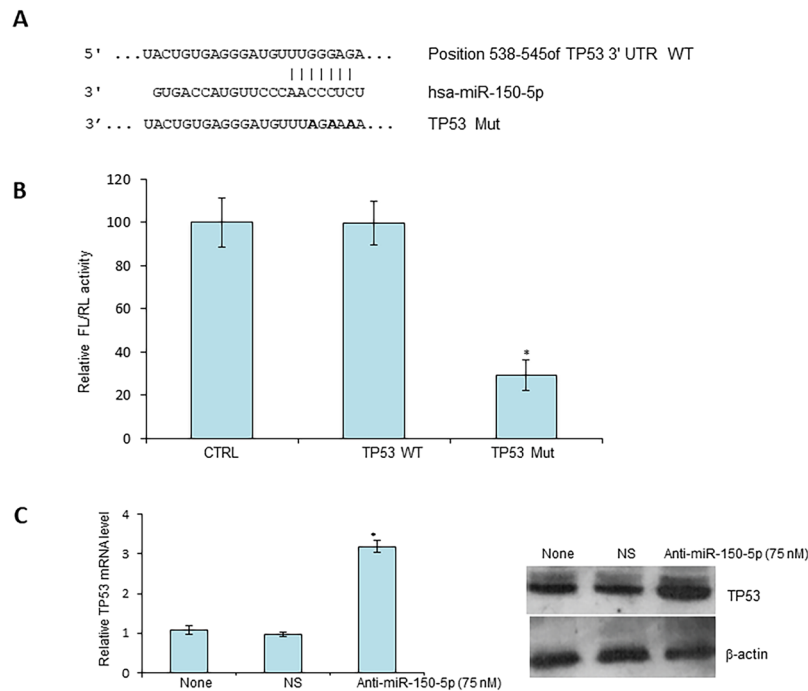 A
5' ...UACUGUGAGGGAUGUUUGGGAGA... Position 538-545of TP53 3' UTR WT
3' GUGACCAUGUUCCCAACCCUCU hsa-miR-150-5p
3’... UACUGUGAGGGAUGUUUAGAAAA... TP53 Mut
B
Relative FL/RL activity
120
100
80
60
40
20
0
*
CTRL TP53 WT TP53 Mut
C
Relative TP53 mRNA level
4
3
2
1
0
None NS Anti-miR-150-5p (75 nM)
None NS Anti-miR-150-5p (75 nM)
TP53
β-actin